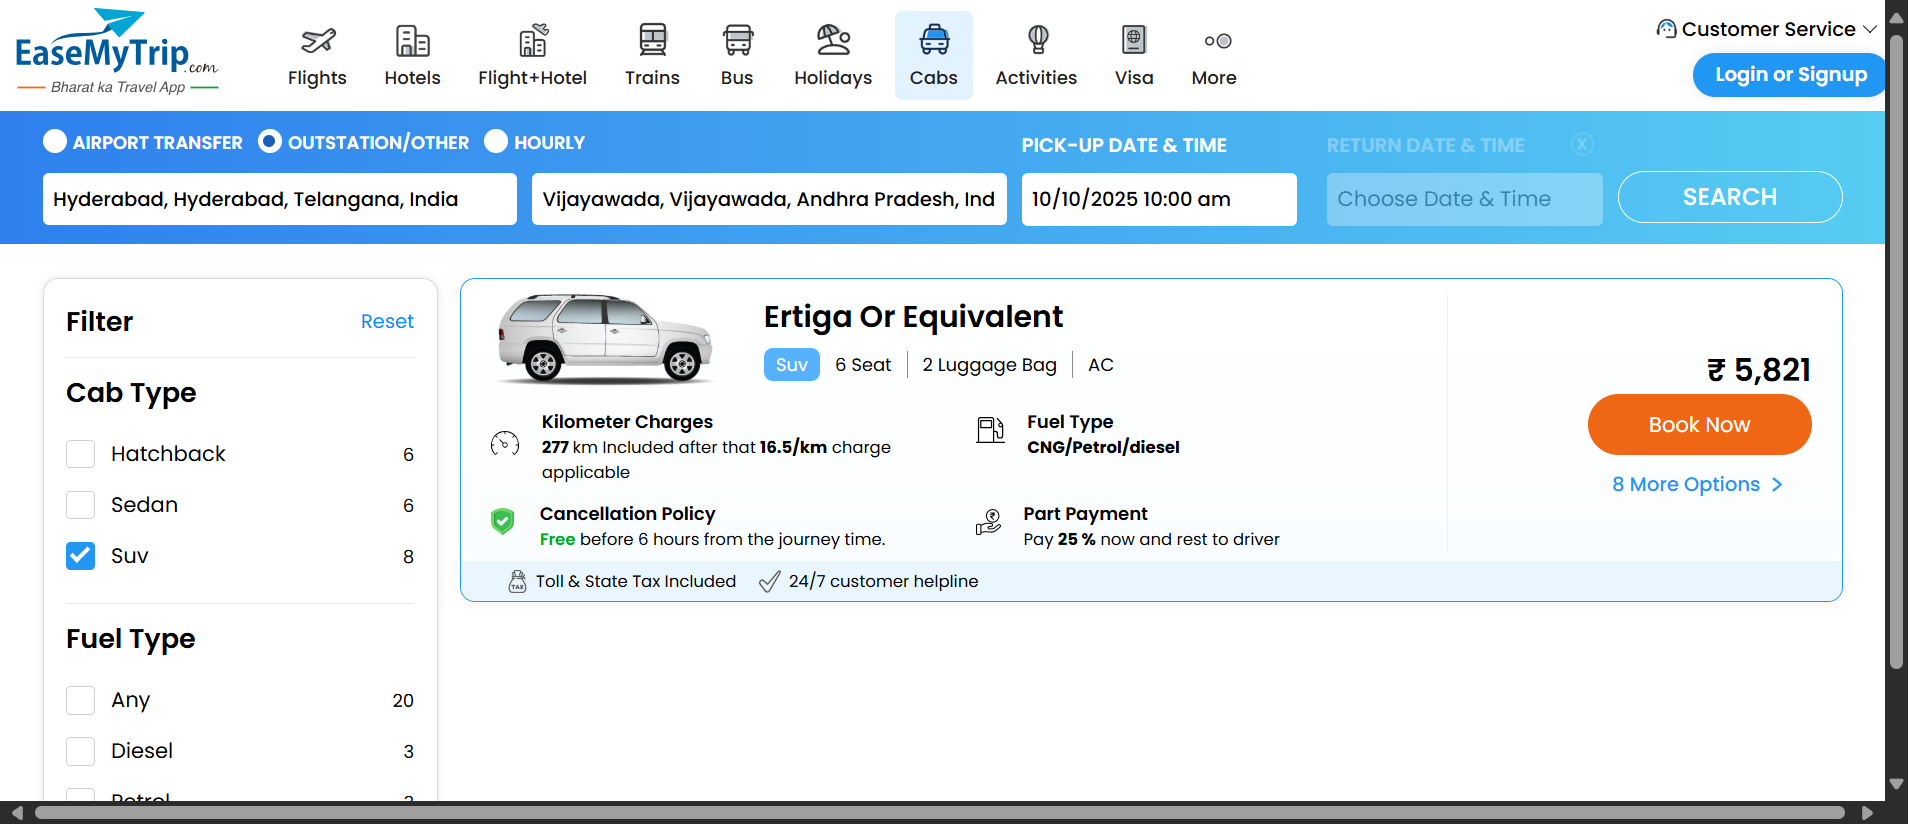 EaseMyTrip.com
Bharat ka Travel App
Flights
Hotels
Flight+Hotel
Trains
Bus
Holidays
Cabs
Activities
Visa
More
Customer Service
Login or Signup
AIRPORT TRANSFER
OUTSTATION/OTHER
HOURLY
PICK-UP DATE & TIME
RETURN DATE & TIME
X
Hyderabad, Hyderabad, Telangana, India
Vijayawada, Vijayawada, Andhra Pradesh, Ind
10/10/2025 10:00 am
Choose Date & Time
SEARCH
Filter
Reset
Cab Type
Hatchback 6
Sedan 6
Suv 8
Fuel Type
Any 20
Diesel 3
Petrol
Ertiga Or Equivalent
Suv
6 Seat
2 Luggage Bag
AC
Kilometer Charges
277 km Included after that 16.5/km charge
applicable
Fuel Type
CNG/Petrol/diesel
Cancellation Policy
Free before 6 hours from the journey time.
Part Payment
Pay 25 % now and rest to driver
TAX
Toll & State Tax Included
24/7 customer helpline
₹ 5,821
Book Now
8 More Options